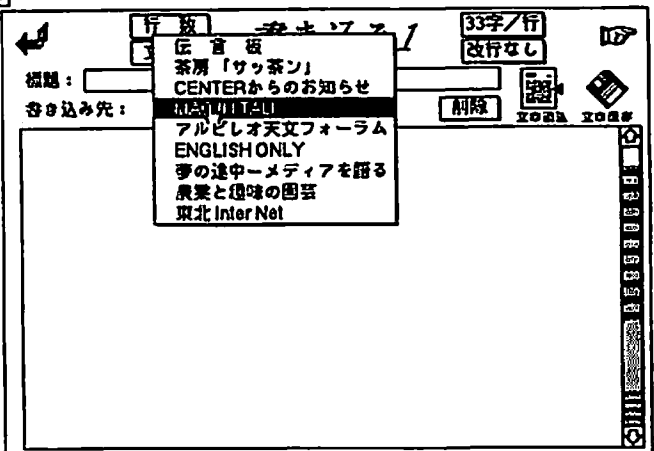 行 数
33字/行
改行なし
標題:
書き込み先:
削除
伝 言 板
茶房「サッ茶ン」
CENTERからのお知らせ
アルビレオ天文フォーラム
ENGLISH ONLY
夢の途中ーメディアを語る
農業と趣味の園芸
東北 Inter Net